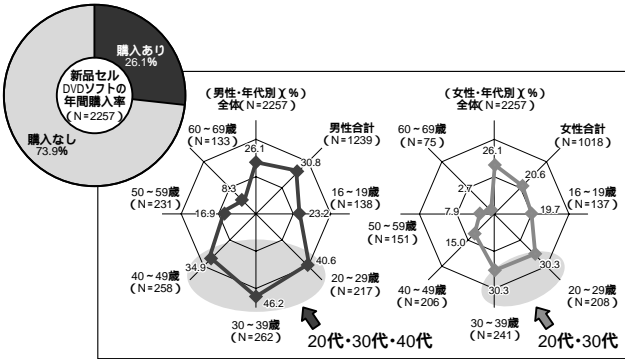 購入あり
26.1%
新品セル
DVDソフトの
年間購入率
(N=2257)
購入なし
73.9%
(男性・年代別)(%)
全体(N=2257)
26.1
男性合計
(N=1239)
30.8
16~19歳
(N=138)
23.2
20~29歳
(N=217)
40.6
30~39歳
(N=262)
46.2
40~49歳
(N=258)
34.9
50~59歳
(N=231)
16.9
60~69歳
(N=133)
8.3
20代・30代・40代
(女性・年代別)(%)
全体(N=2257)
26.1
女性合計
(N=1018)
20.6
16~19歳
(N=137)
19.7
20~29歳
(N=208)
30.3
30~39歳
(N=241)
30.3
40~49歳
(N=206)
15.0
50~59歳
(N=151)
7.9
60~69歳
(N=75)
2.7
20代・30代